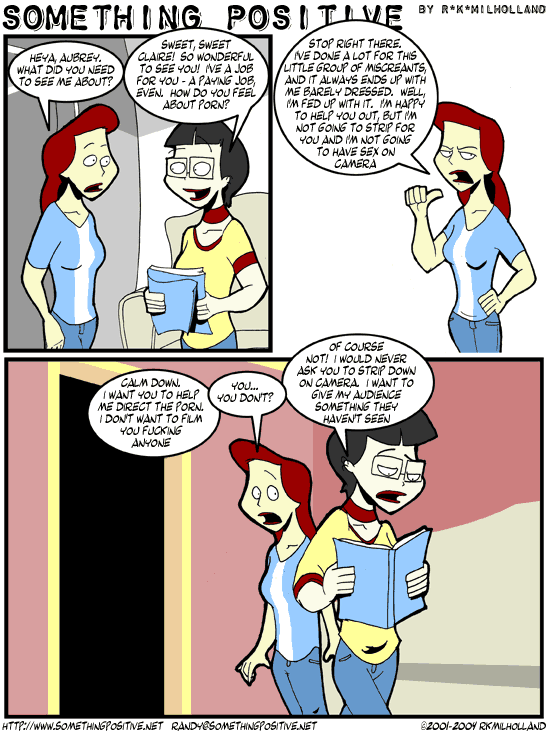 SOMETHING POSITIVE BY R*K*MILHOLLAND
HEYA, AUBREY.
WHAT DID YOU NEED
TO SEE ME ABOUT?
SWEET, SWEET
CLAIRE! SO WONDERFUL
TO SEE YOU! I'VE A JOB
FOR YOU - A PAYING JOB,
EVEN. HOW DO YOU FEEL
ABOUT PORN?
STOP RIGHT THERE.
I'VE DONE A LOT FOR THIS
LITTLE GROUP OF MISCREANTS,
AND IT ALWAYS ENDS UP WITH
ME BARELY DRESSED. WELL,
I'M FED UP WITH IT. I'M HAPPY
TO HELP YOU OUT, BUT I'M
NOT GOING TO STRIP FOR
YOU AND I'M NOT GOING
TO HAVE SEX ON
CAMERA
CALM DOWN.
I WANT YOU TO HELP
ME DIRECT THE PORN.
I DON'T WANT TO FILM
YOU FUCKING
ANYONE
YOU...
YOU DON'T?
OF COURSE
NOT! I WOULD NEVER
ASK YOU TO STRIP DOWN
ON CAMERA. I WANT TO
GIVE MY AUDIENCE
SOMETHING THEY
HAVEN'T SEEN
HTTP://WWW.SOMETHINGPOSITIVE.NET RANDY@SOMETHINGPOSITIVE.NET ©2001-2004 RKMILHOLLAND